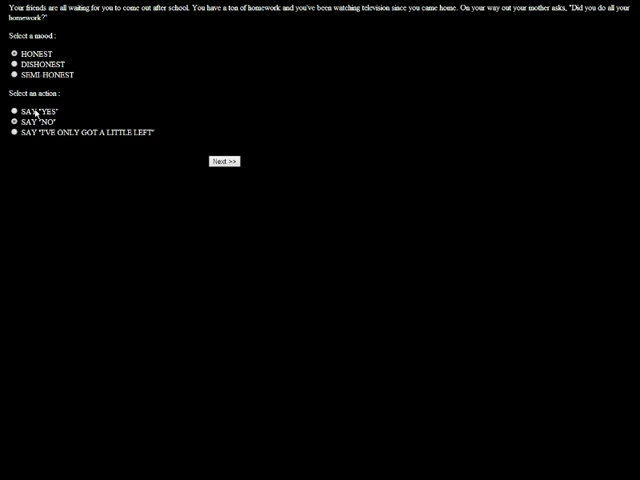 Your friends are all waiting for you to come out after school. You have a ton of homework and you've been watching television since you came home. On your way out your mother asks, "Did you do all your
homework?"
Select a mood :
HONEST
DISHONEST
SEMI-HONEST
Select an action :
SAY "YES"
SAY "NO"
SAY "I'VE ONLY GOT A LITTLE LEFT"
Next >>